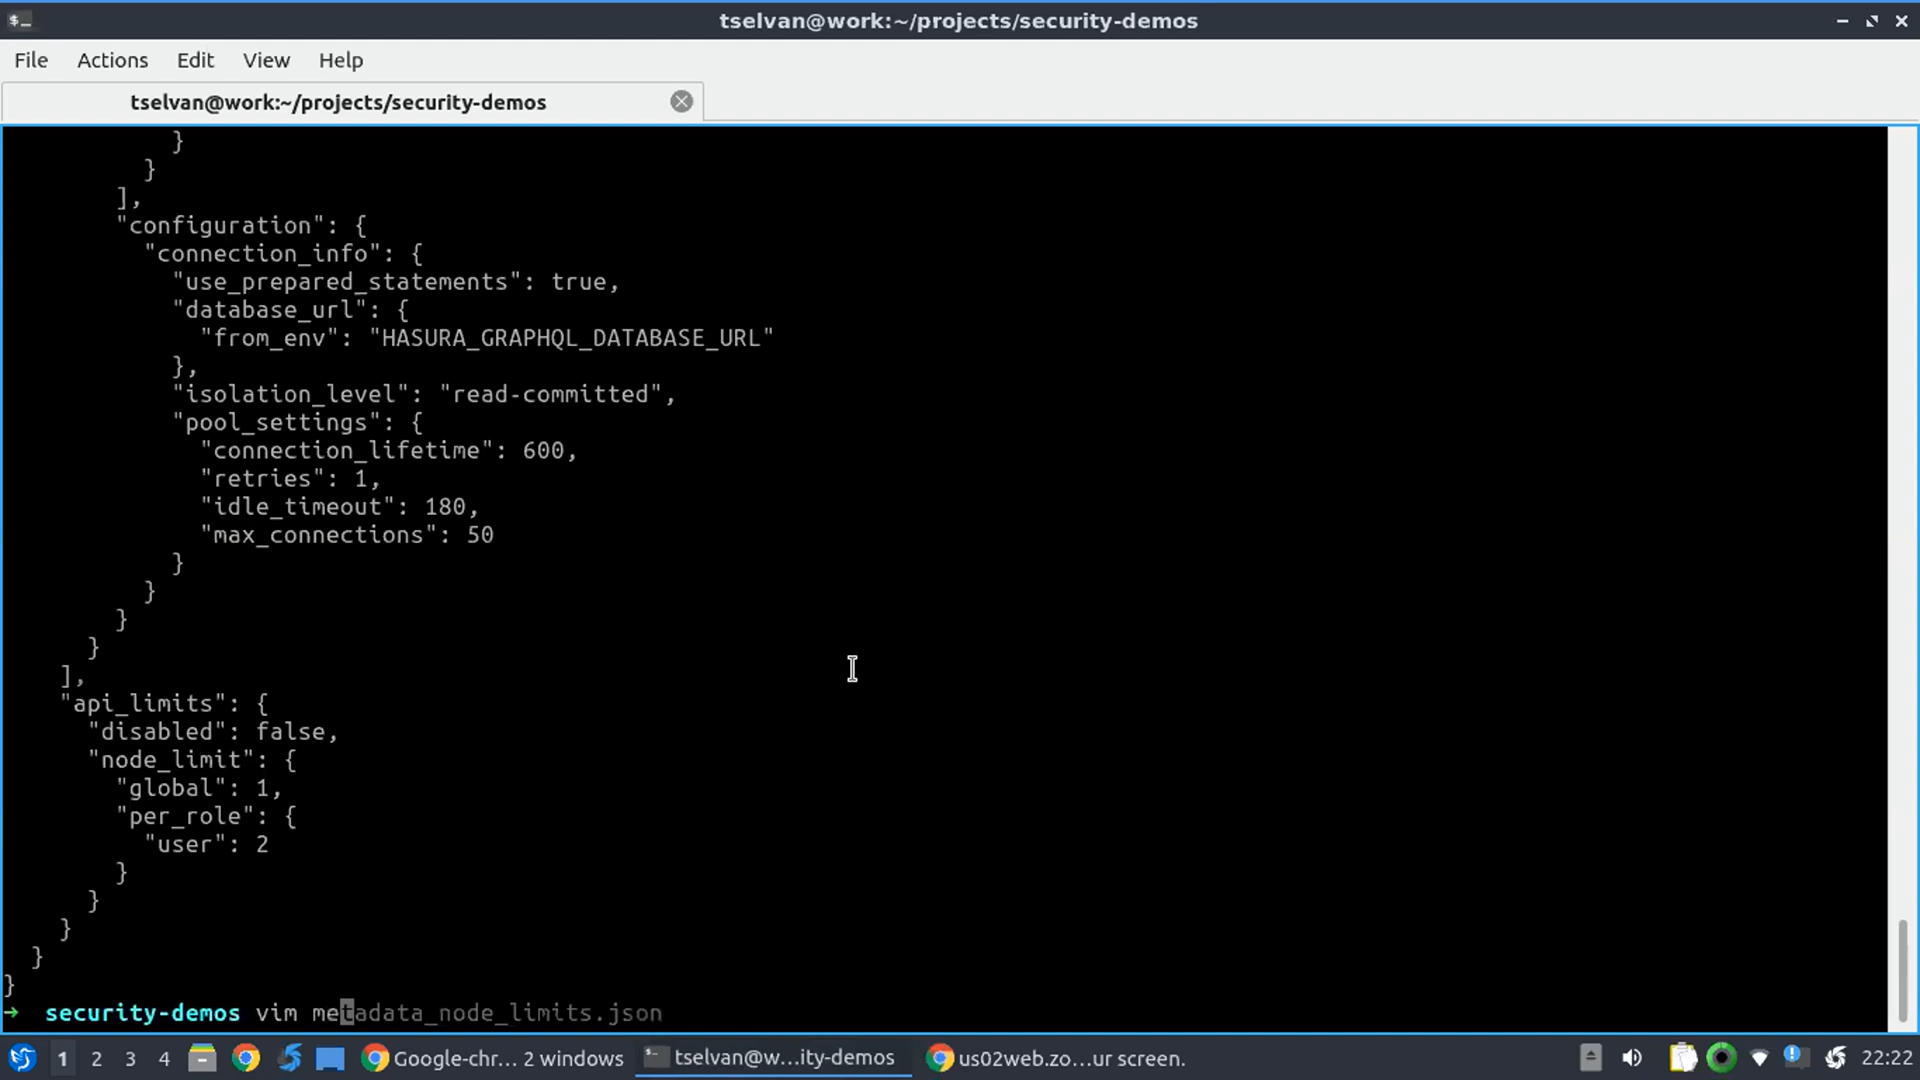 tselvan@work:~/projects/security-demos
File Actions Edit View Help
tselvan@work:~/projects/security-demos
}
}
],
"configuration": {
"connection_info": {
"use_prepared_statements": true,
"database_url": {
"from_env": "HASURA_GRAPHQL_DATABASE_URL"
},
"isolation_level": "read-committed",
"pool_settings": {
"connection_lifetime": 600,
"retries": 1,
"idle_timeout": 180,
"max_connections": 50
}
}
}
}
],
"api_limits": {
"disabled": false,
"node_limit": {
"global": 1,
"per_role": {
"user": 2
}
}
}
}
}
→ security-demos vim metadata_node_limits.json
1 2 3 4 Google-chr... 2 windows tselvan@w...ity-demos us02web.zo...ur screen. 22:22